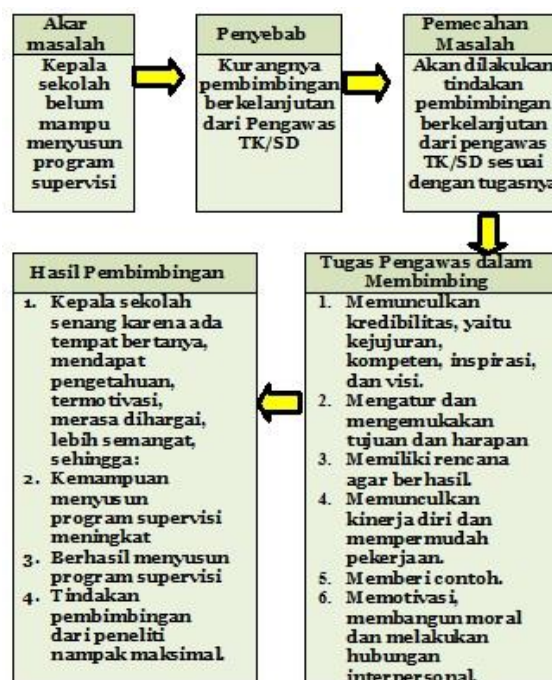 Akar
masalah
Kepala
sekolah
belum
mampu
menyusun
program
supervisi
Penyebab
Kurangnya
pembimbingan
berkelanjutan
dari Pengawas
TK/SD
Pemecahan
Masalah
Akan dilakukan
tindakan
pembimbingan
berkelanjutan
dari pengawas
TK/SD sesuai
dengan tugasnya
Tugas Pengawas dalam
Membimbing
1. Memunculkan
kredibilitas, yaitu
kejujuran,
kompeten, inspirasi,
dan visi.
2. Mengatur dan
mengemukakan
tujuan dan harapan
3. Memiliki rencana
agar berhasil.
4. Memunculkan
kinerja diri dan
mempermudah
pekerjaan.
5. Memberi contoh.
6. Memotivasi,
membangun moral
dan melakukan
hubungan
interpersonal.
Hasil Pembimbingan
1. Kepala sekolah
senang karena ada
tempat bertanya,
mendapat
pengetahuan,
termotivasi,
merasa dihargai,
lebih semangat,
sehingga:
2. Kemampuan
menyusun
program supervisi
meningkat
3. Berhasil menyusun
program supervisi
4. Tindakan
pembimbingan
dari peneliti
nampak maksimal.